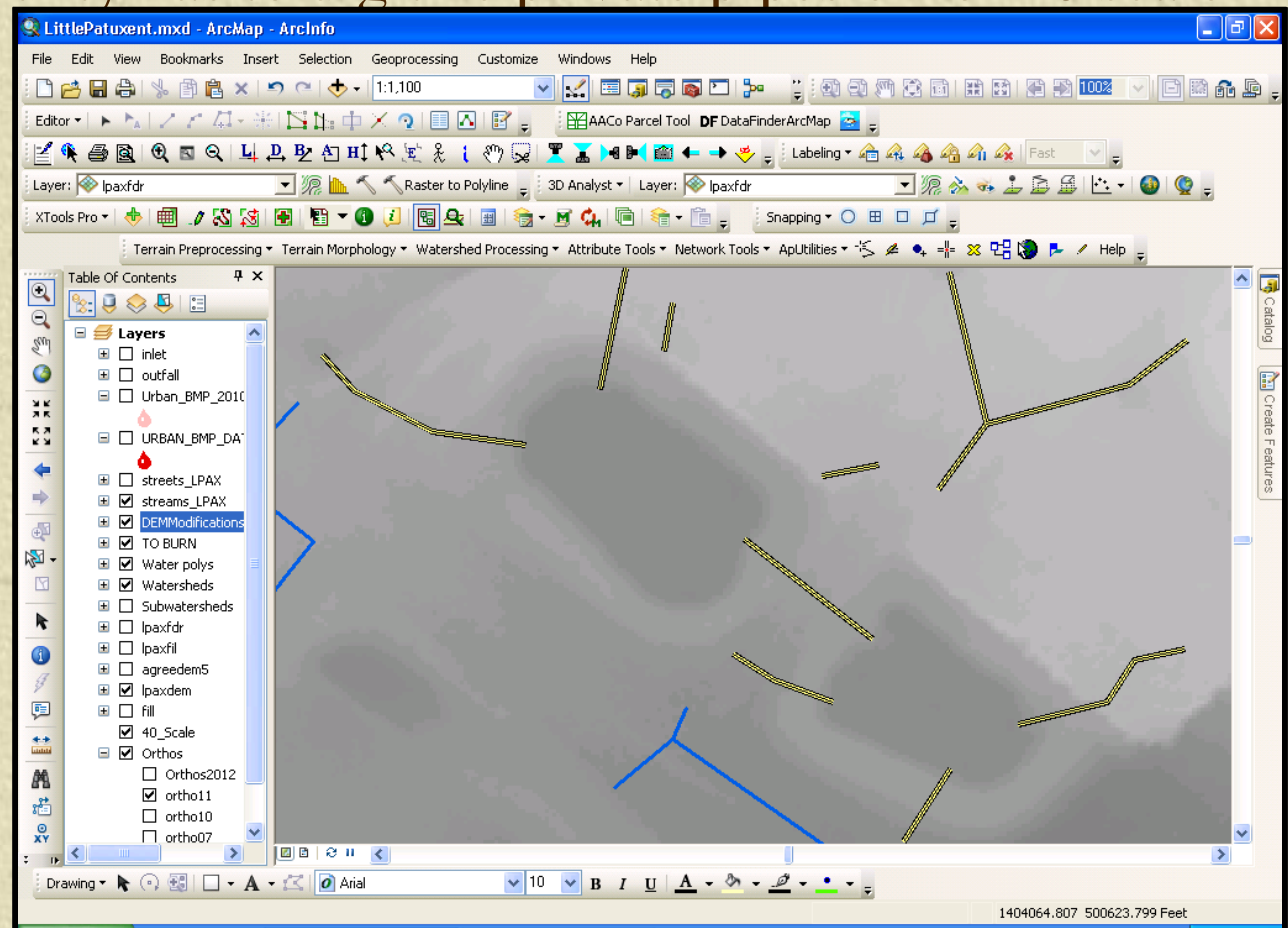 LittlePatuxent.mxd - ArcMap - ArcInfo
File Edit View Bookmarks Insert Selection Geoprocessing Customize Windows Help
1:1,100
100%
Editor AACo Parcel Tool DF DataFinderArcMap
Labeling Fast
Layer: lpaxfdr Raster to Polyline 3D Analyst Layer: lpaxfdr
XTools Pro Snapping
Terrain Preprocessing Terrain Morphology Watershed Processing Attribute Tools Network Tools ApUtilities Help
Table Of Contents
Layers
inlet
outfall
Urban_BMP_2010
URBAN_BMP_DA
streets_LPAX
streams_LPAX
DEMModifications
TO BURN
Water polys
Watersheds
Subwatersheds
lpaxfdr
lpaxfil
agreedem5
lpaxdem
fill
40_Scale
Orthos
Orthos2012
ortho11
ortho10
ortho07
Catalog
Create Features
Drawing A Arial 10 B I U A
1404064.807 500623.799 Feet